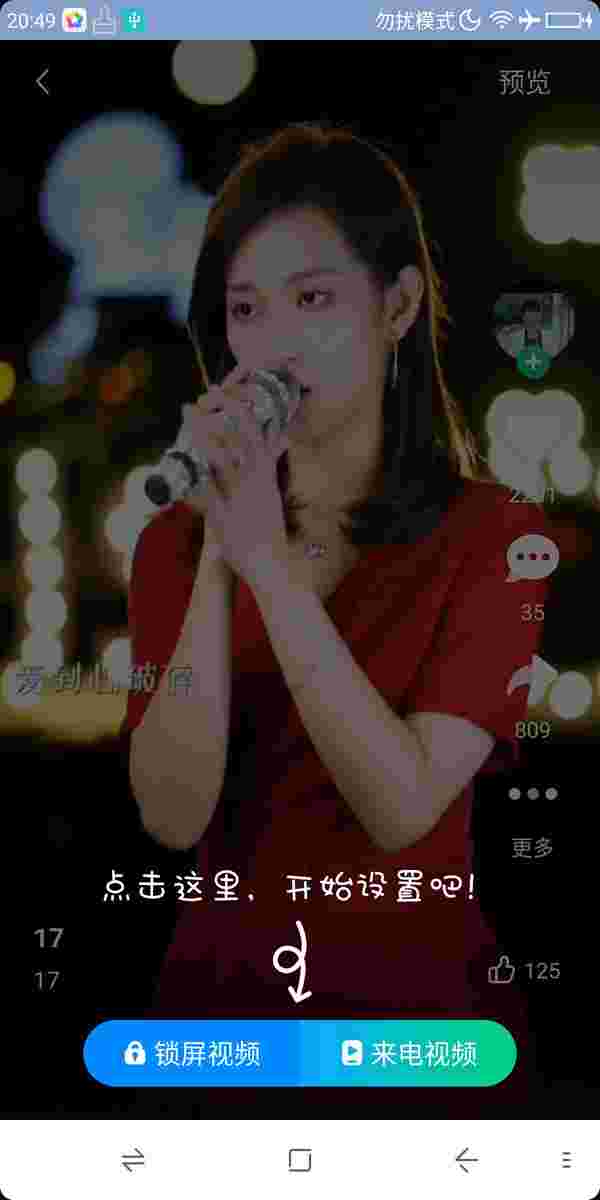 20:49 勿扰模式
预览
2271
35
爱到心破碎
809
更多
点击这里，开始设置吧！
17
17
125
锁屏视频 来电视频